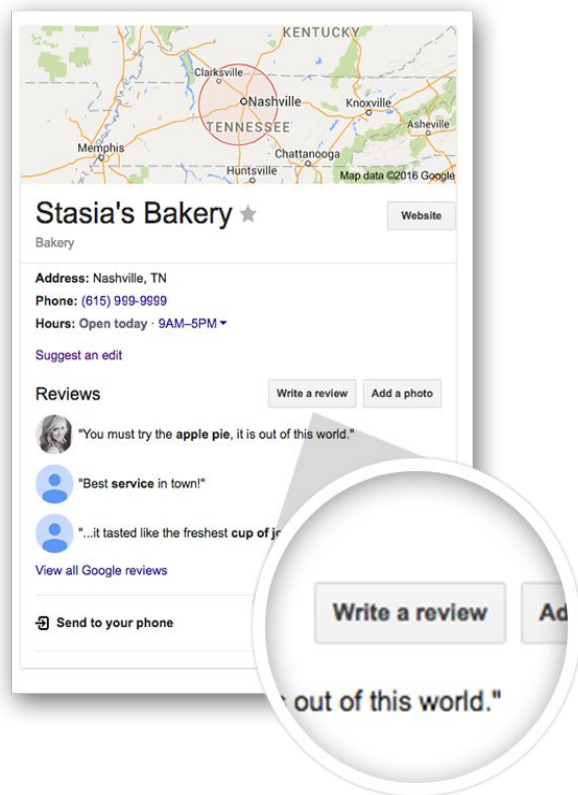 KENTUCKY
Clarksville
Nashville
Knoxville
TENNESSEE
Asheville
Memphis
Chattanooga
Huntsville
Map data ©2016 Google
Stasia's Bakery
Website
Bakery
Address: Nashville, TN
Phone: (615) 999-9999
Hours: Open today · 9AM–5PM
Suggest an edit
Reviews
Write a review
Add a photo
"You must try the apple pie, it is out of this world."
"Best service in town!"
"...it tasted like the freshest cup of
View all Google reviews
Send to your phone
Write a review
out of this world."